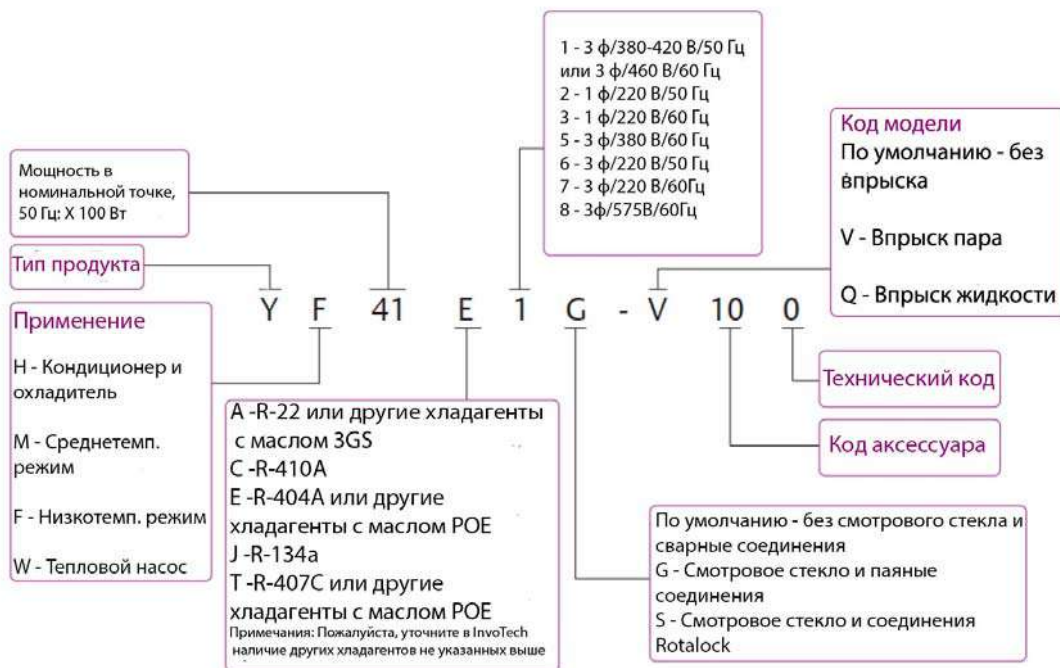 1 - 3 ф/380-420 В/50 Гц
или 3 ф/460 В/60 Гц
2 - 1 ф/220 В/50 Гц
3 - 1 ф/220 В/60 Гц
5 - 3 ф/380 В/60 Гц
6 - 3 ф/220 В/50 Гц
7 - 3 ф/220 В/60Гц
8 - 3ф/575В/60Гц
Код модели
По умолчанию - без
впрыска
V - Впрыск пара
Q - Впрыск жидкости
Мощность в
номинальной точке,
50 Гц: X 100 Вт
Тип продукта
Y F 41 E 1 G - V 10 0
Применение
H - Кондиционер и
охладитель
M - Среднетемп.
режим
F - Низкотемп. режим
W - Тепловой насос
A -R-22 или другие хладагенты
с маслом 3GS
C -R-410A
E -R-404A или другие
хладагенты с маслом POE
J -R-134a
T -R-407C или другие
хладагенты с маслом POE
Примечания: Пожалуйста, уточните в InvoTech
наличие других хладагентов не указанных выше
Технический код
Код аксессуара
По умолчанию - без смотрового стекла и
сварные соединения
G - Смотровое стекло и паяные
соединения
S - Смотровое стекло и соединения
Rotalock